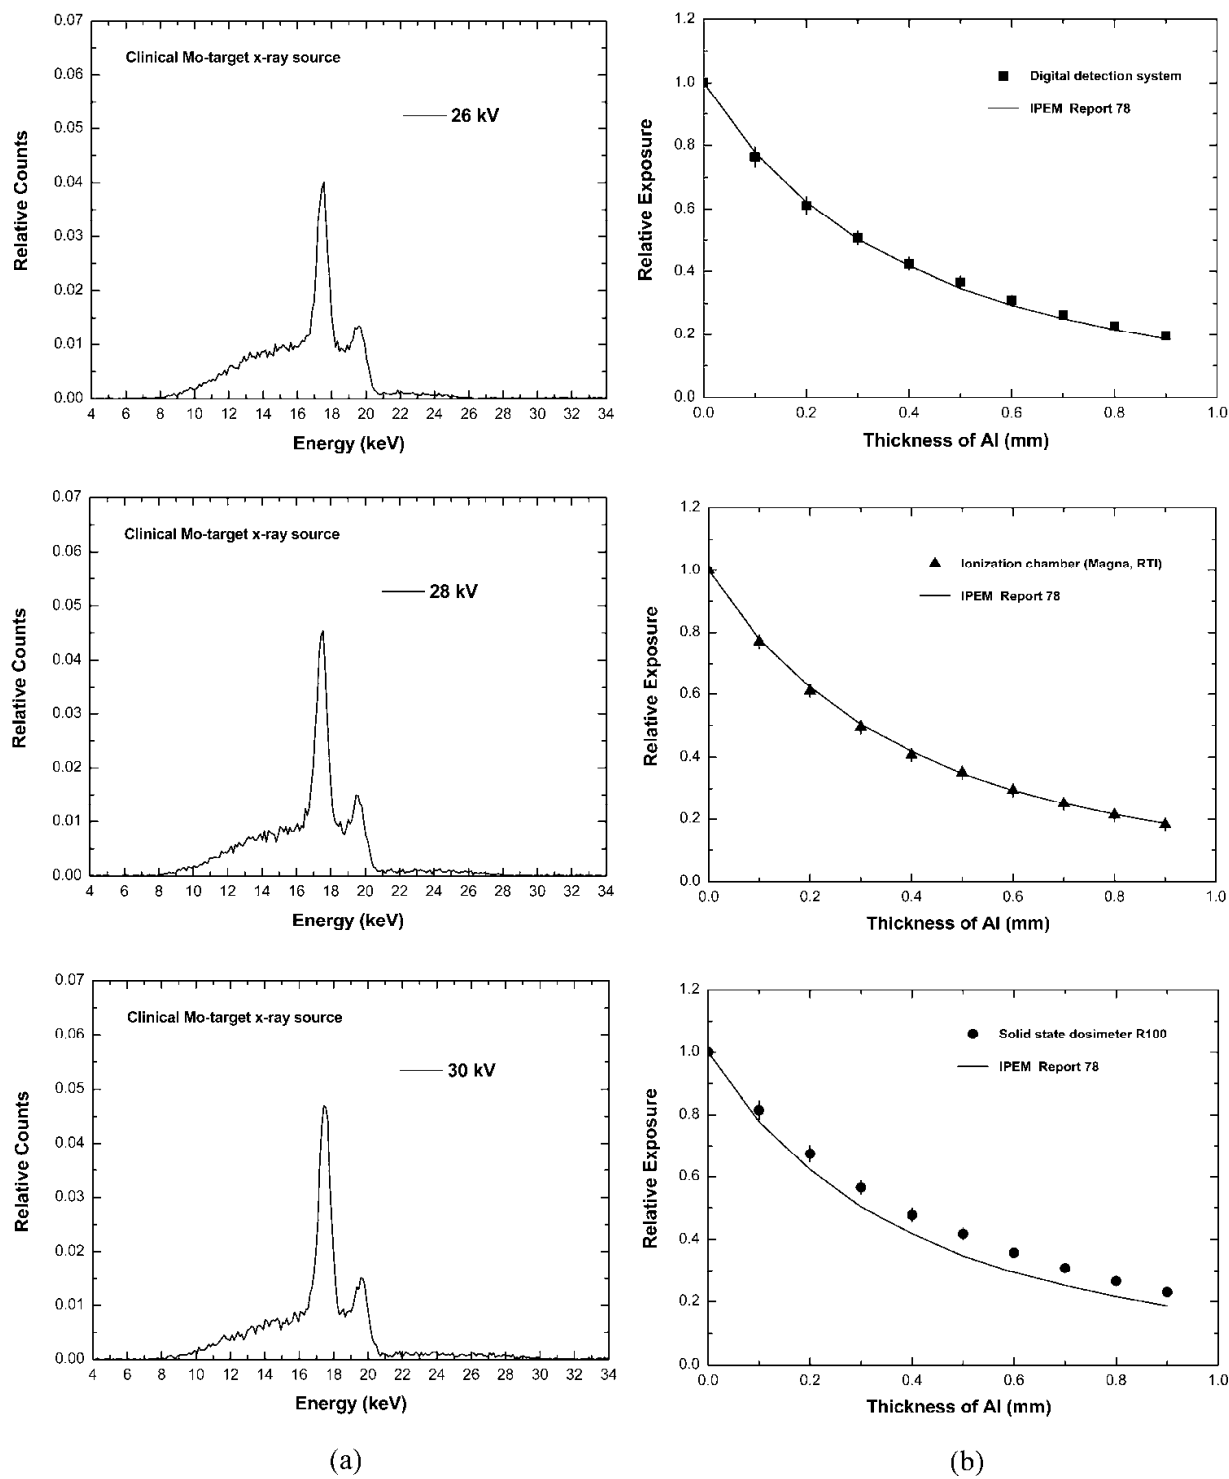 0.07
0.06
0.05
0.04
0.03
0.02
0.01
0.00
Relative Counts
Clinical Mo-target x-ray source
26 kV
4 6 8 10 12 14 16 18 20 22 24 26 28 30 32 34
Energy (keV)
1.2
1.0
0.8
0.6
0.4
0.2
0.0
Relative Exposure
Digital detection system
IPEM Report 78
0.0 0.2 0.4 0.6 0.8 1.0
Thickness of Al (mm)
0.07
0.06
0.05
0.04
0.03
0.02
0.01
0.00
Relative Counts
Clinical Mo-target x-ray source
28 kV
4 6 8 10 12 14 16 18 20 22 24 26 28 30 32 34
Energy (keV)
1.2
1.0
0.8
0.6
0.4
0.2
0.0
Relative Exposure
Ionization chamber (Magna, RTI)
IPEM Report 78
0.0 0.2 0.4 0.6 0.8 1.0
Thickness of Al (mm)
0.07
0.06
0.05
0.04
0.03
0.02
0.01
0.00
Relative Counts
Clinical Mo-target x-ray source
30 kV
4 6 8 10 12 14 16 18 20 22 24 26 28 30 32 34
Energy (keV)
1.2
1.0
0.8
0.6
0.4
0.2
0.0
Relative Exposure
Solid state dosimeter R100
IPEM Report 78
0.0 0.2 0.4 0.6 0.8 1.0
Thickness of Al (mm)
(a)
(b)